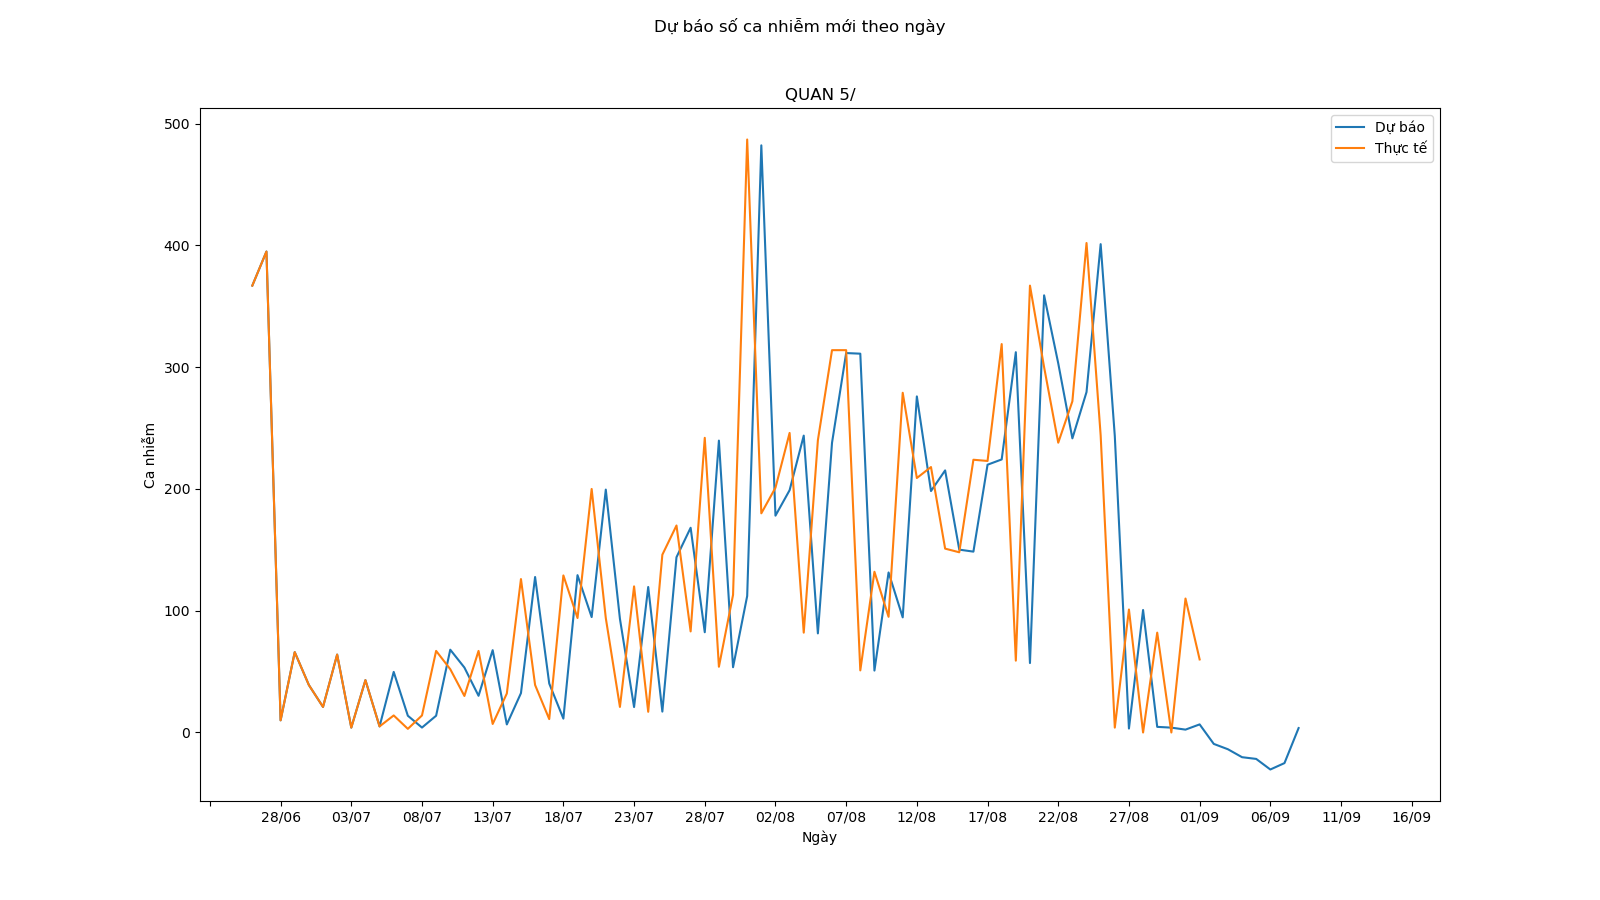 Dự báo số ca nhiễm mới theo ngày
QUAN 5/
Dự báo
Thực tế
500
400
300
200
100
0
Ca nhiễm
28/06 03/07 08/07 13/07 18/07 23/07 28/07 02/08 07/08 12/08 17/08 22/08 27/08 01/09 06/09 11/09 16/09
Ngày